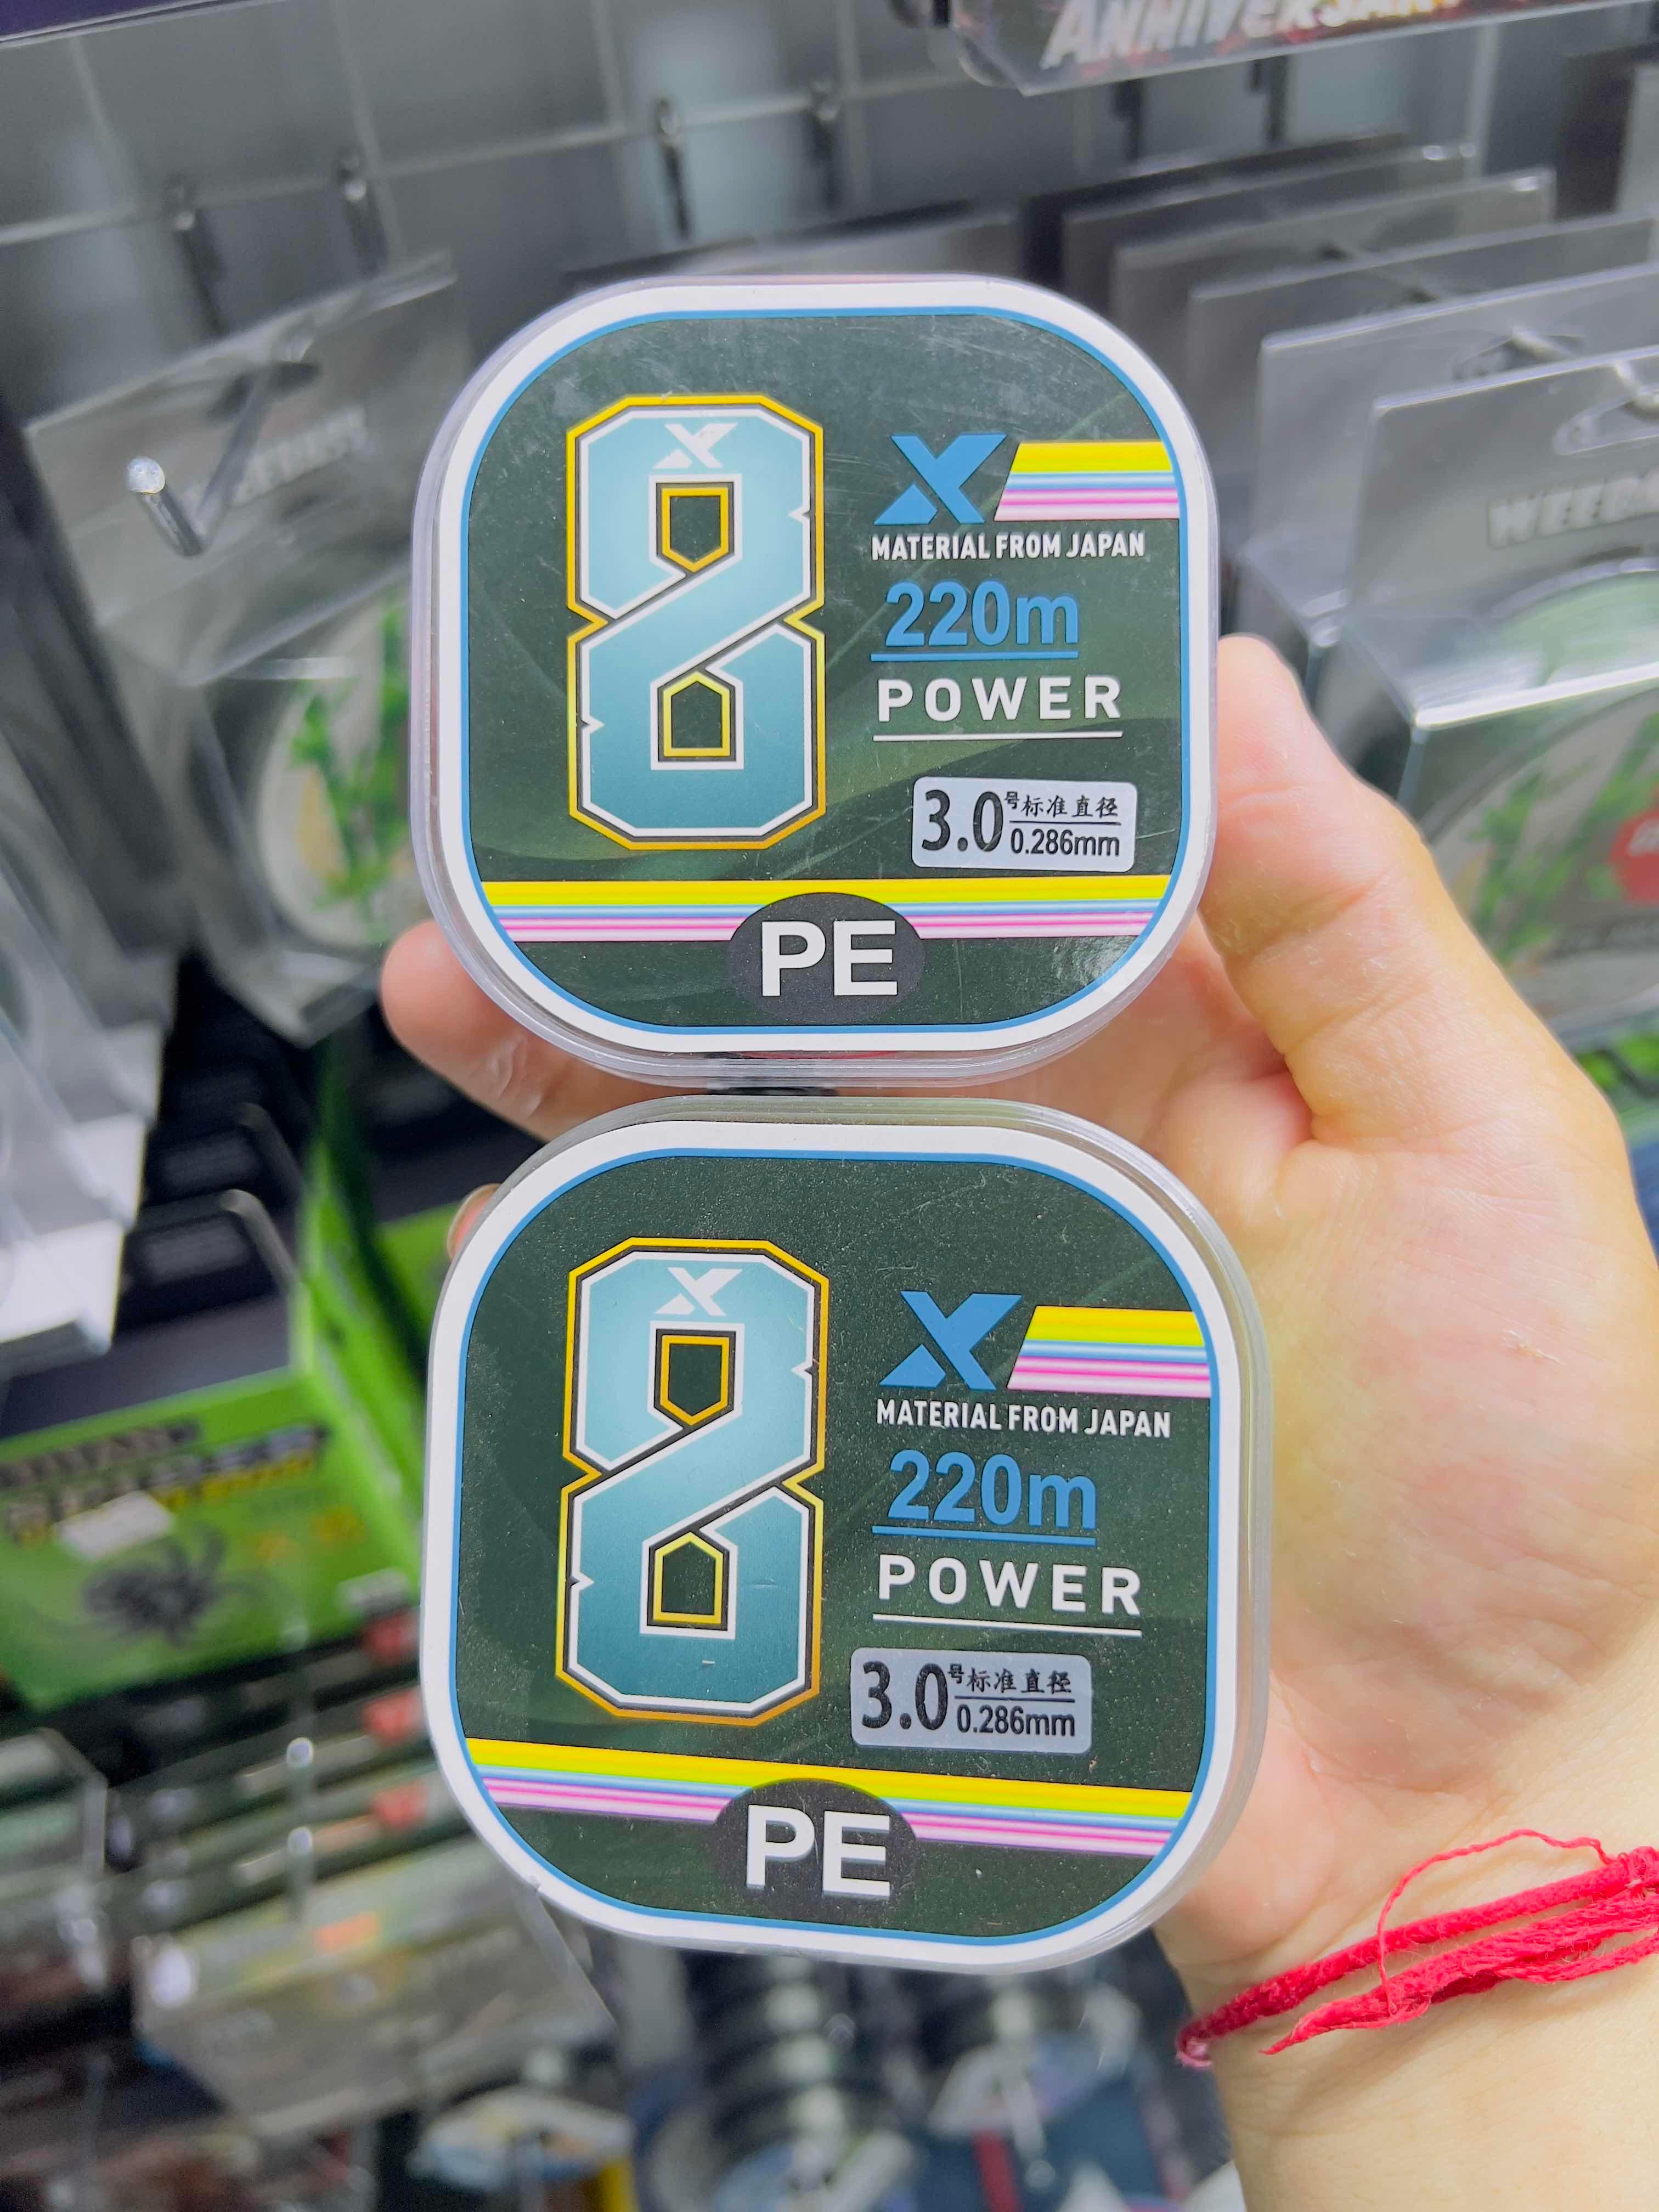 ANNIVERSARY
8
X
MATERIAL FROM JAPAN
220m
POWER
3.0号标准直径
0.286mm
PE
8
X
MATERIAL FROM JAPAN
220m
POWER
3.0号标准直径
0.286mm
PE